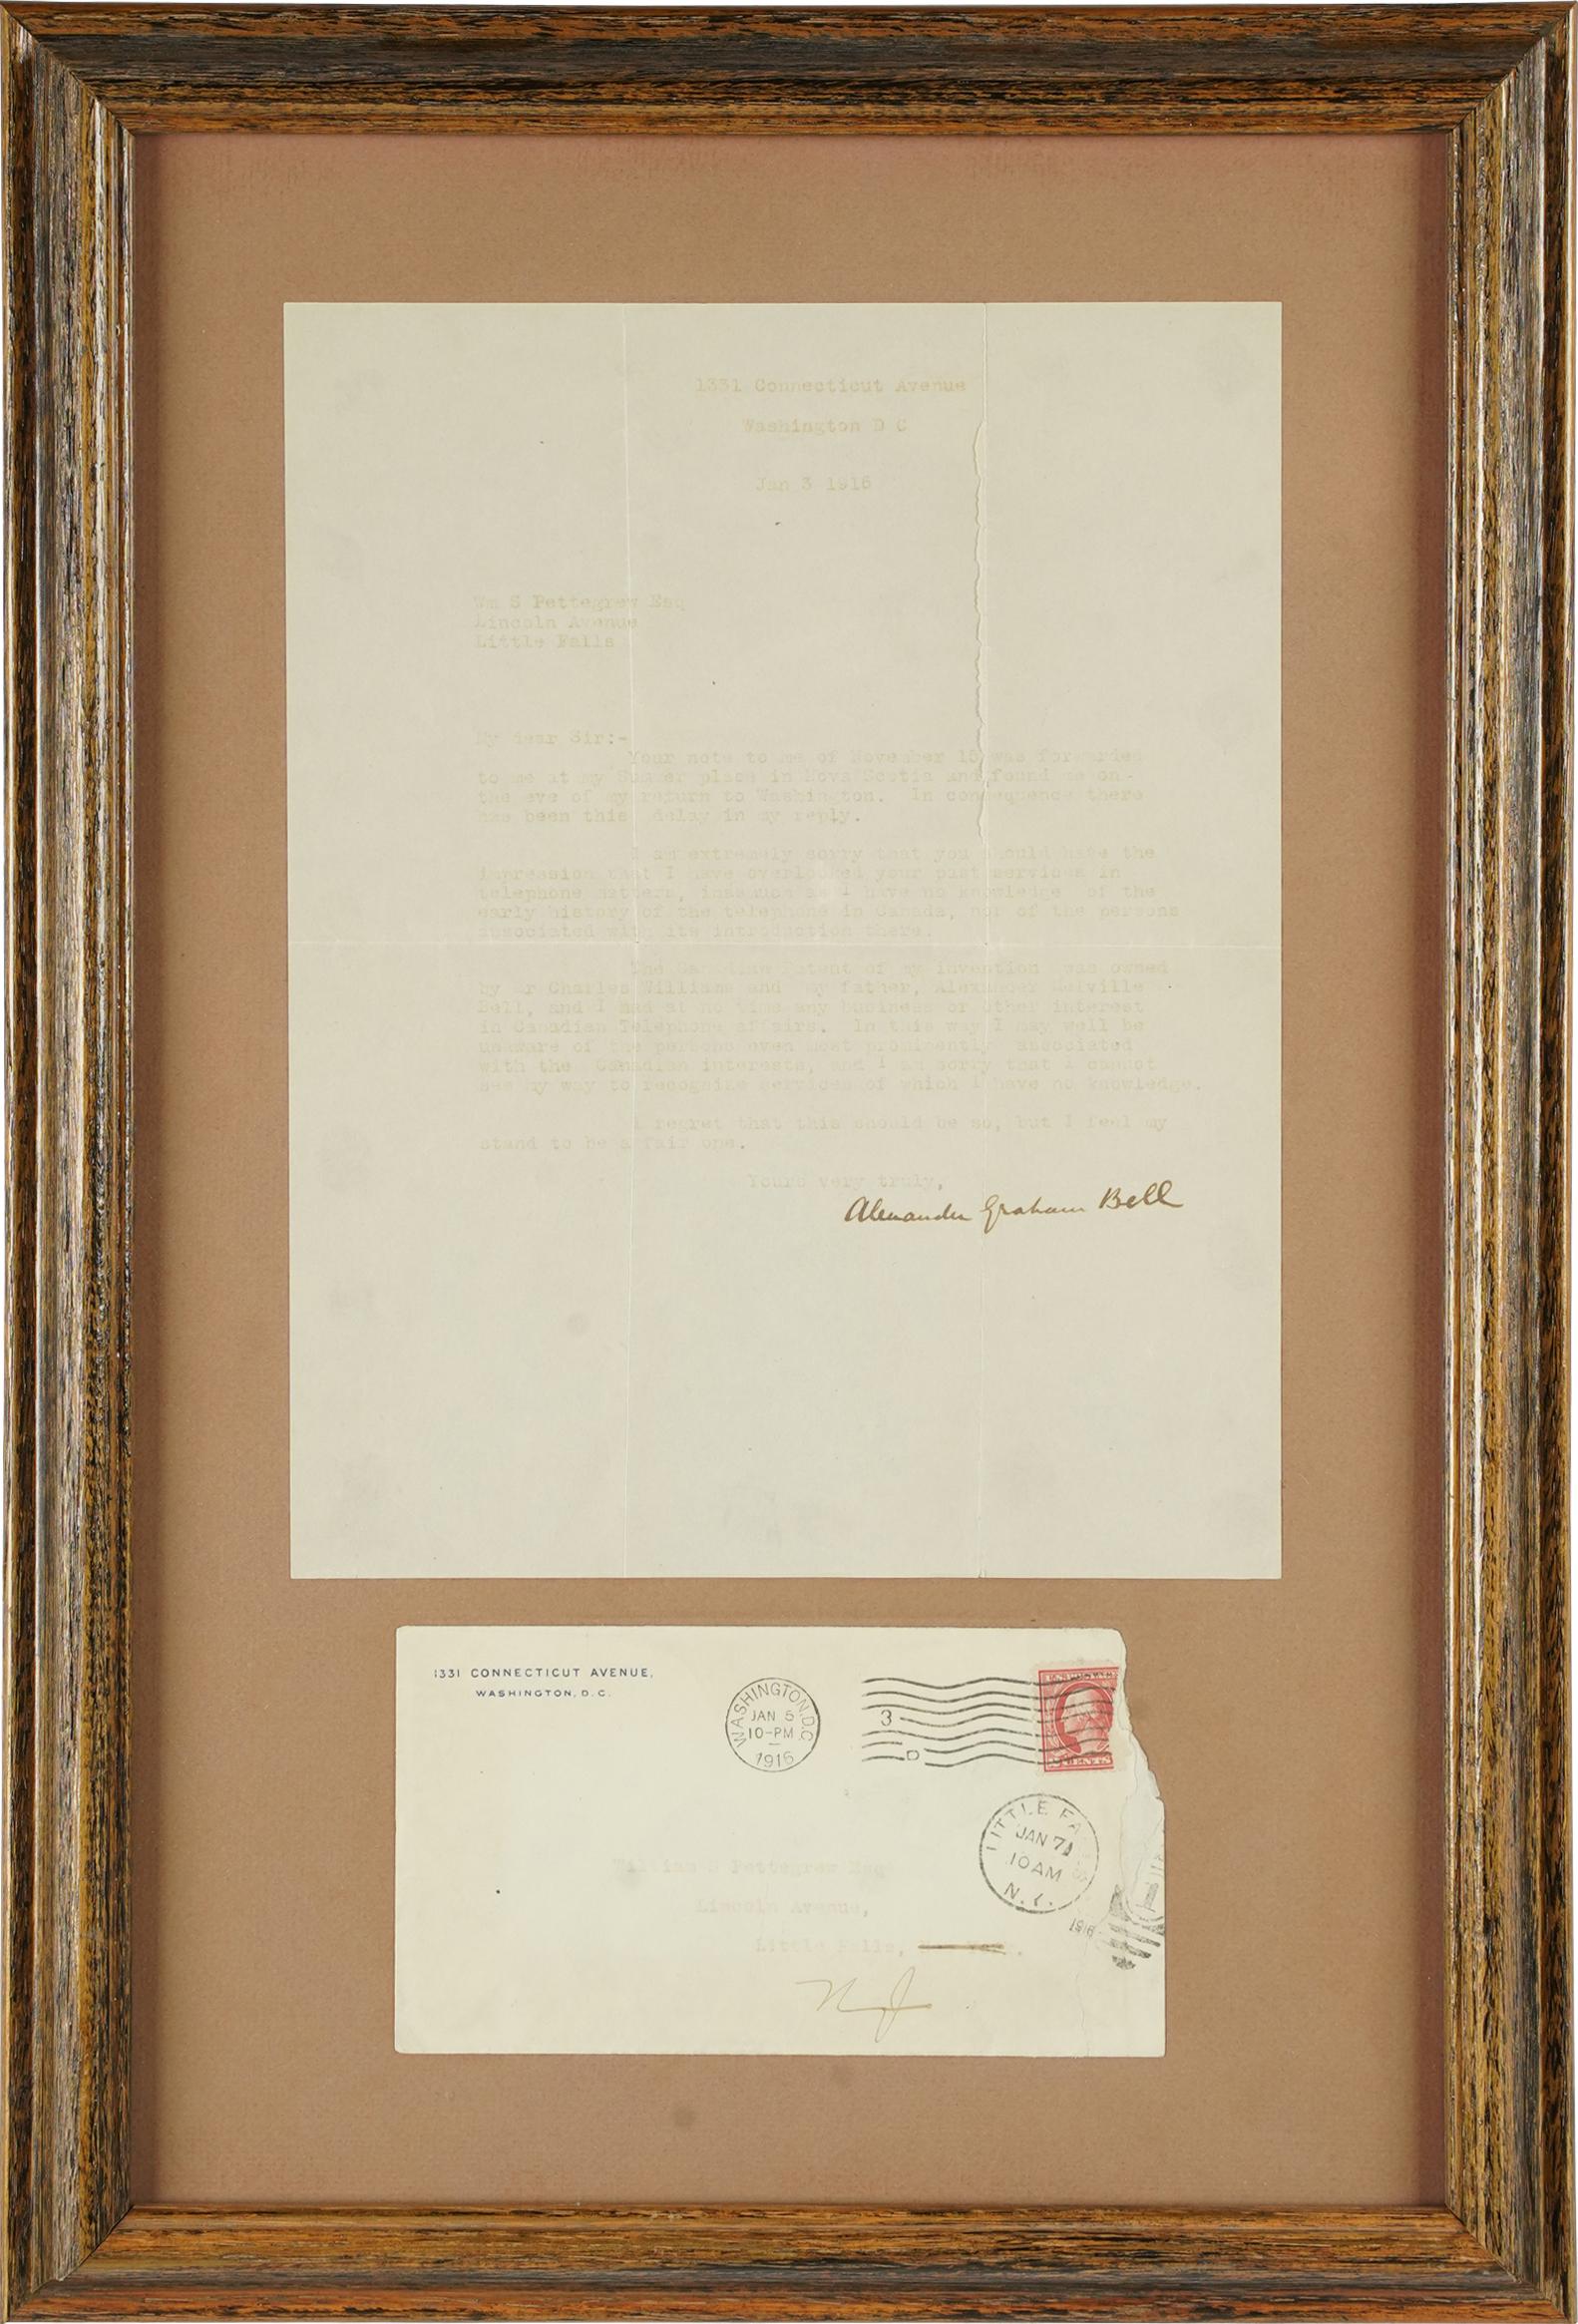 1331 Connecticut Avenue
Washington D C
Jan 3 1916
Wm S Pettegrew Esq
Lincoln Avenue
Little Falls
My dear Sir:-
Your note to me of November 15 was forwarded
to me at my Summer place in Nova Scotia and found me on
the eve of my return to Washington. In consequence there
has been this delay in my reply.
I am extremely sorry that you should have the
impression that I have overlooked your past services in
telephone matters, inasmuch as I have no knowledge of the
early history of the telephone in Canada, nor of the persons
associated with its introduction there.
The Canadian patent of my invention was owned
by Mr Charles Williams and my father, Alexander Melville
Bell, and I had at no time any business or other interest
in Canadian Telephone affairs. In this way I may well be
unaware of the persons even most prominently associated
with the Canadian interests, and I am sorry that I cannot
see my way to recognize services of which I have no knowledge.
I regret that this should be so, but I feel my
stand to be a fair one.
Yours very truly,
Alexander Graham Bell
1331 CONNECTICUT AVENUE,
WASHINGTON, D. C.
WASHINGTON, D.C.
JAN 5
10-PM
1916
3
D
LITTLE FA
JAN 7
10 AM
N.Y.
1916
William S Pettegrew Esq
Lincoln Avenue,
Little Falls,
N J